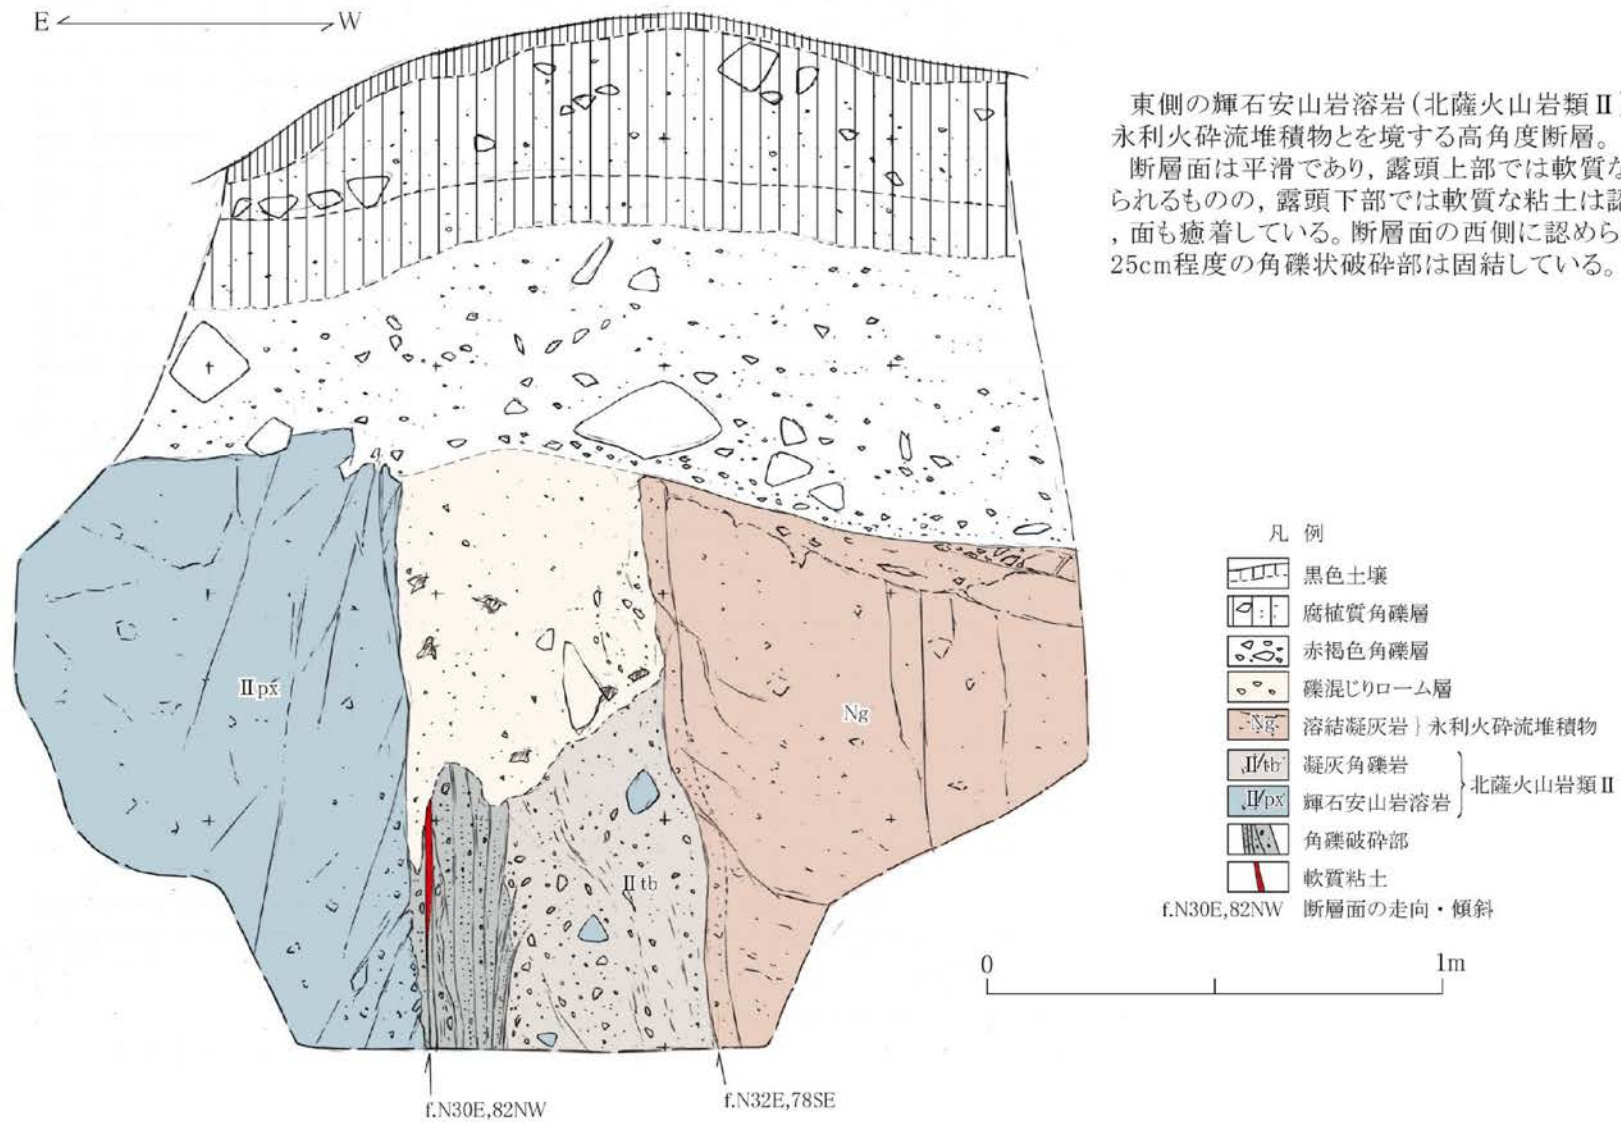 E W
東側の輝石安山岩溶岩(北薩火山岩類Ⅱ)
永利火砕流堆積物とを境する高角度断層。
断層面は平滑であり, 露頭上部では軟質な
られるものの, 露頭下部では軟質な粘土は認
, 面も癒着している。断層面の西側に認めら
25cm程度の角礫状破砕部は固結している。
Ⅱpx
Ng
Ⅱtb
凡 例
黒色土壌
腐植質角礫層
赤褐色角礫層
礫混じりローム層
Ng 溶結凝灰岩 } 永利火砕流堆積物
Ⅱtb 凝灰角礫岩
Ⅱpx 輝石安山岩溶岩
北薩火山岩類Ⅱ
角礫破砕部
軟質粘土
f.N30E,82NW 断層面の走向・傾斜
0 1m
f.N30E,82NW
f.N32E,78SE